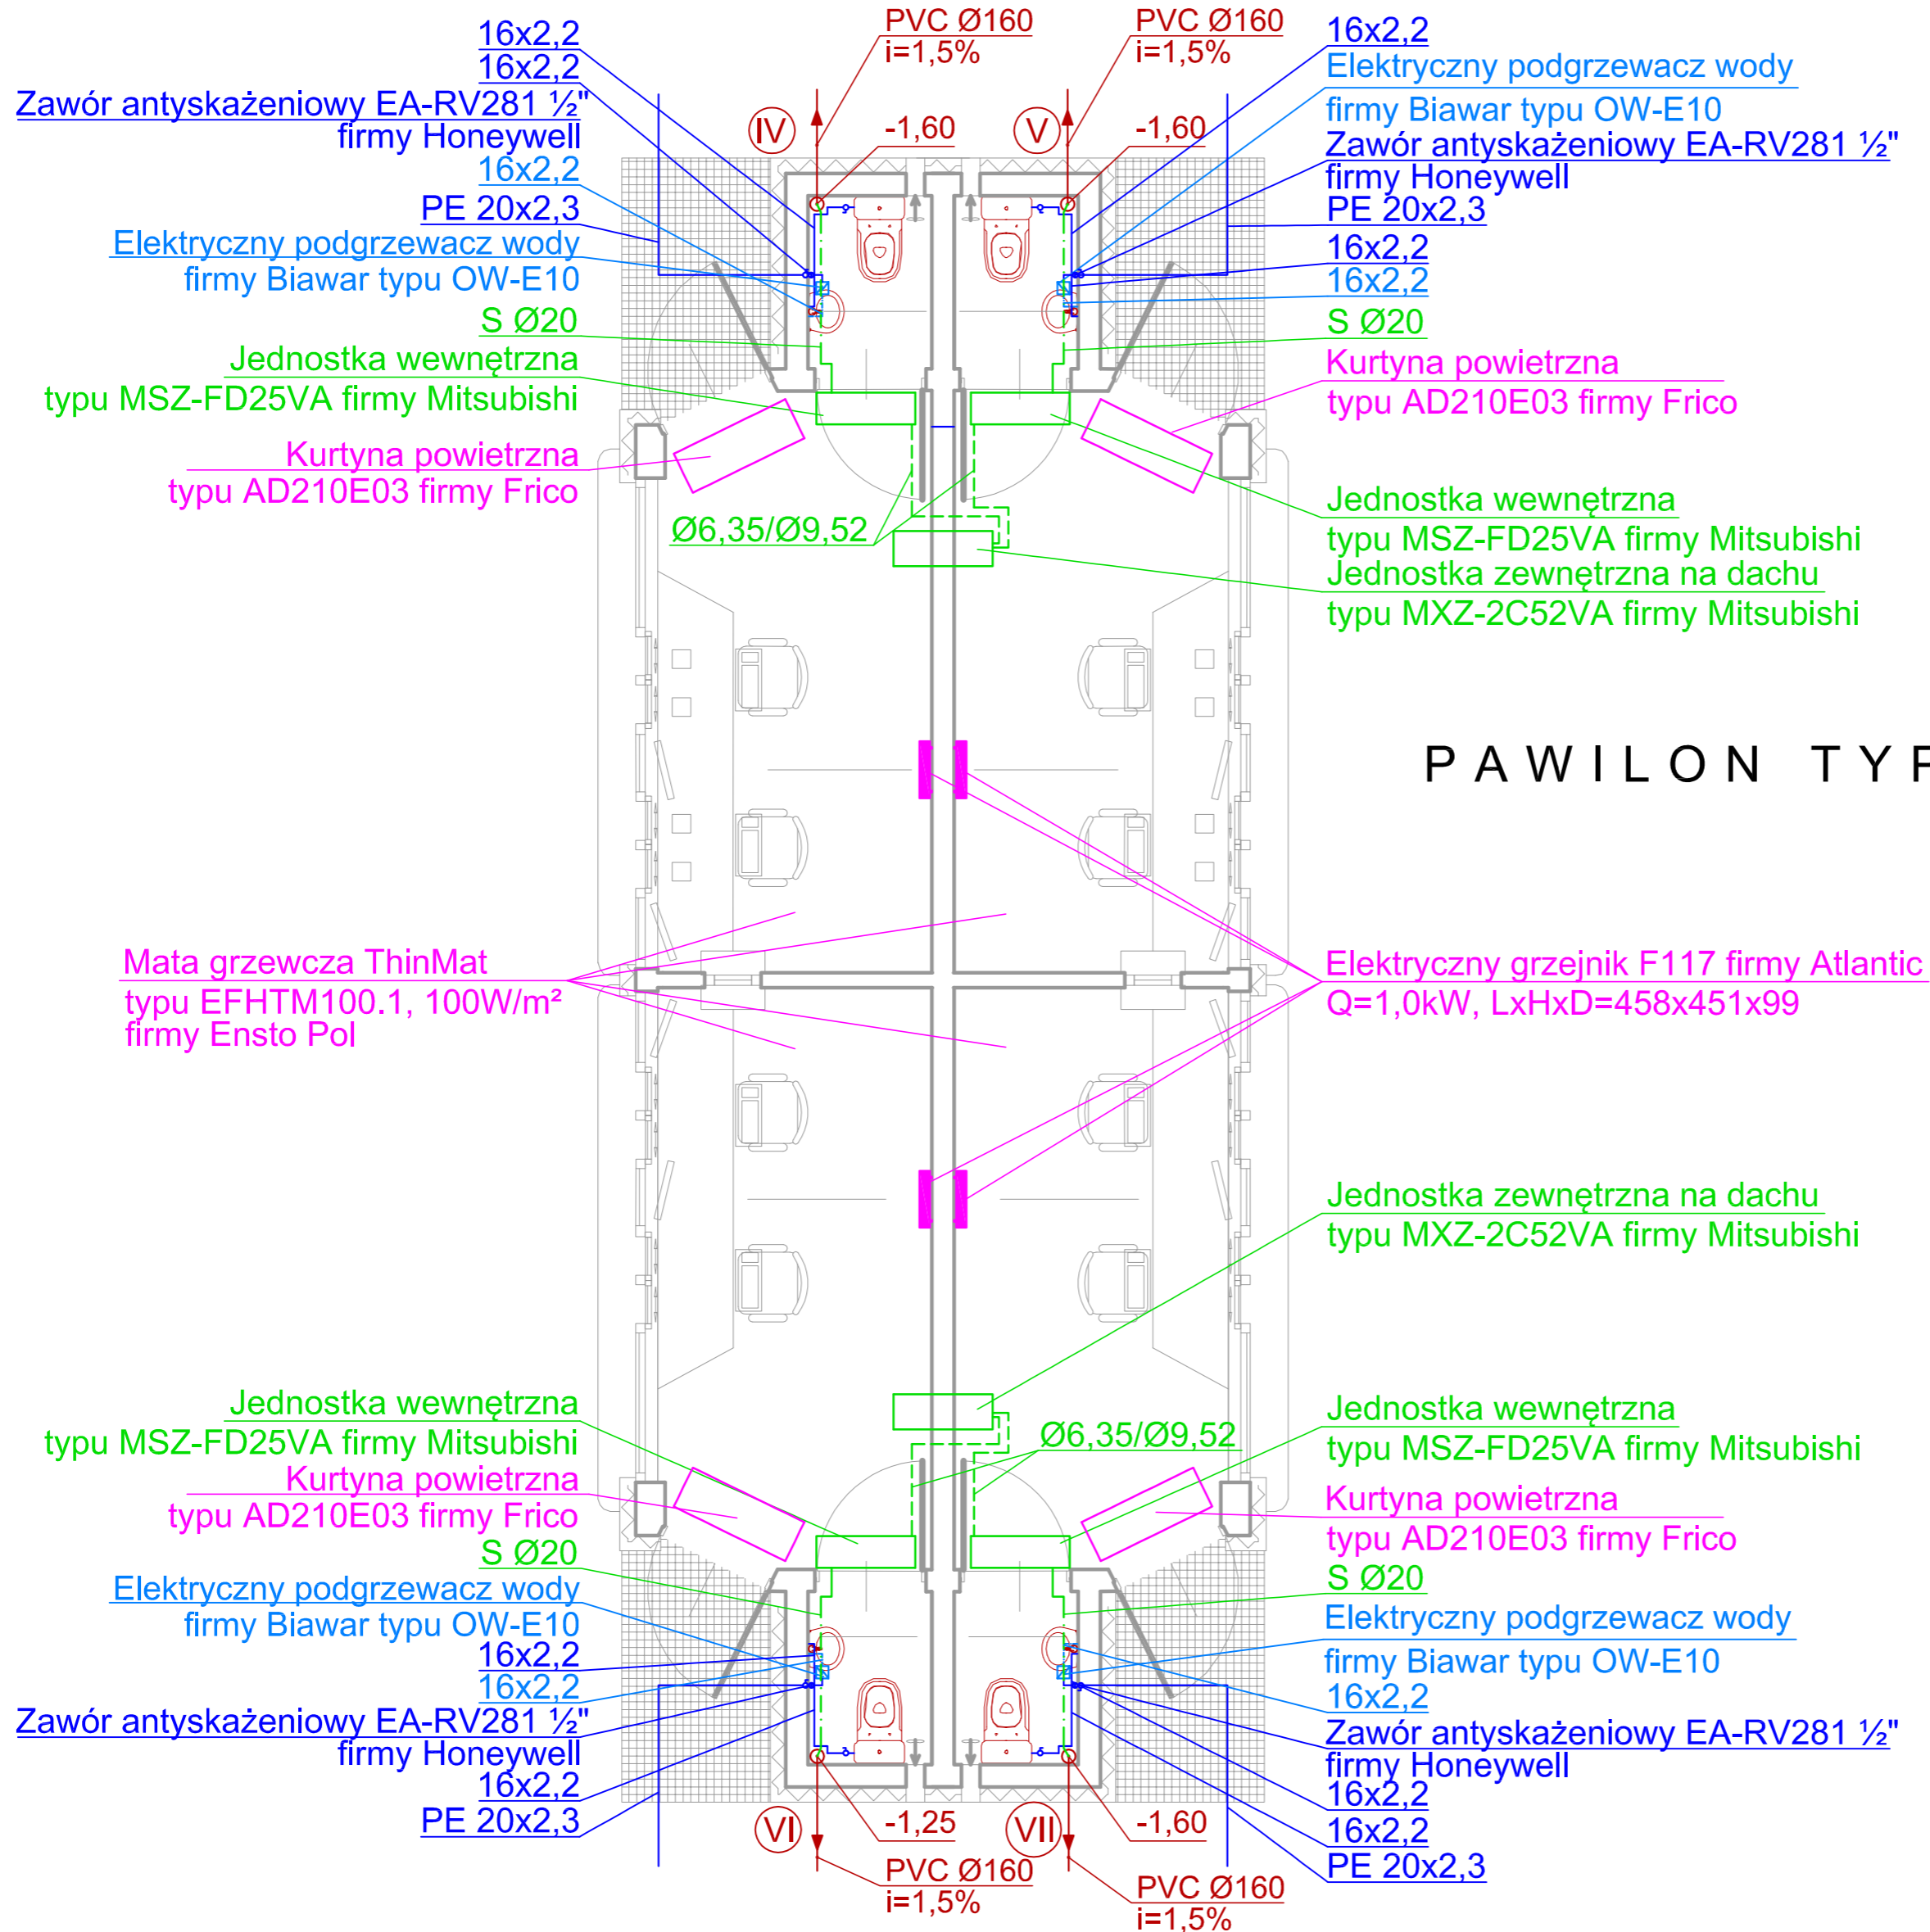 16x2,2
16x2,2
Zawór antyskażeniowy EA-RV281 ½"
firmy Honeywell
16x2,2
PE 20x2,3
Elektryczny podgrzewacz wody
firmy Biawar typu OW-E10
S Ø20
Jednostka wewnętrzna
typu MSZ-FD25VA firmy Mitsubishi
Kurtyna powietrzna
typu AD210E03 firmy Frico
PVC Ø160
i=1,5%
IV
-1,60
PVC Ø160
i=1,5%
V
-1,60
16x2,2
Elektryczny podgrzewacz wody
firmy Biawar typu OW-E10
Zawór antyskażeniowy EA-RV281 ½"
firmy Honeywell
PE 20x2,3
16x2,2
16x2,2
S Ø20
Kurtyna powietrzna
typu AD210E03 firmy Frico
Jednostka wewnętrzna
typu MSZ-FD25VA firmy Mitsubishi
Jednostka zewnętrzna na dachu
typu MXZ-2C52VA firmy Mitsubishi
Ø6,35/Ø9,52
PAWILON TYP
Mata grzewcza ThinMat
typu EFHTM100.1, 100W/m²
firmy Ensto Pol
Elektryczny grzejnik F117 firmy Atlantic
Q=1,0kW, LxHxD=458x451x99
Jednostka zewnętrzna na dachu
typu MXZ-2C52VA firmy Mitsubishi
Jednostka wewnętrzna
typu MSZ-FD25VA firmy Mitsubishi
Kurtyna powietrzna
typu AD210E03 firmy Frico
S Ø20
Elektryczny podgrzewacz wody
firmy Biawar typu OW-E10
16x2,2
16x2,2
Zawór antyskażeniowy EA-RV281 ½"
firmy Honeywell
16x2,2
PE 20x2,3
Ø6,35/Ø9,52
Jednostka wewnętrzna
typu MSZ-FD25VA firmy Mitsubishi
Kurtyna powietrzna
typu AD210E03 firmy Frico
S Ø20
Elektryczny podgrzewacz wody
firmy Biawar typu OW-E10
16x2,2
Zawór antyskażeniowy EA-RV281 ½"
firmy Honeywell
16x2,2
16x2,2
PE 20x2,3
VI
-1,25
PVC Ø160
i=1,5%
VII
-1,60
PVC Ø160
i=1,5%